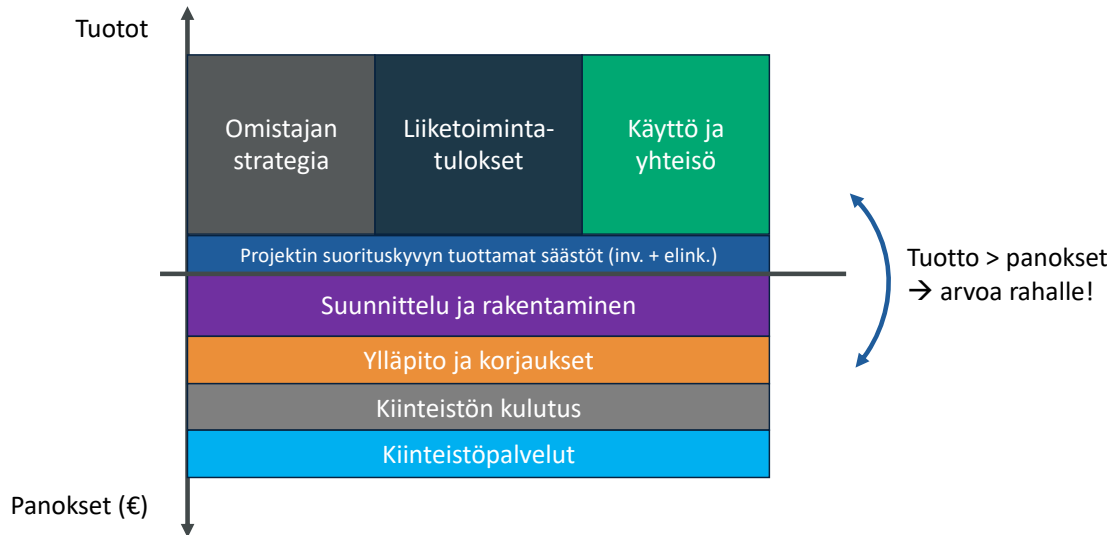 Tuotot
Omistajan
strategia
Liiketoiminta-
tulokset
Käyttö ja
yhteisö
Projektin suorituskyvyn tuottamat säästöt (inv. + elink.)
Suunnittelu ja rakentaminen
Ylläpito ja korjaukset
Kiinteistön kulutus
Kiinteistöpalvelut
Panokset (€)
Tuotto > panokset
→ arvoa rahalle!